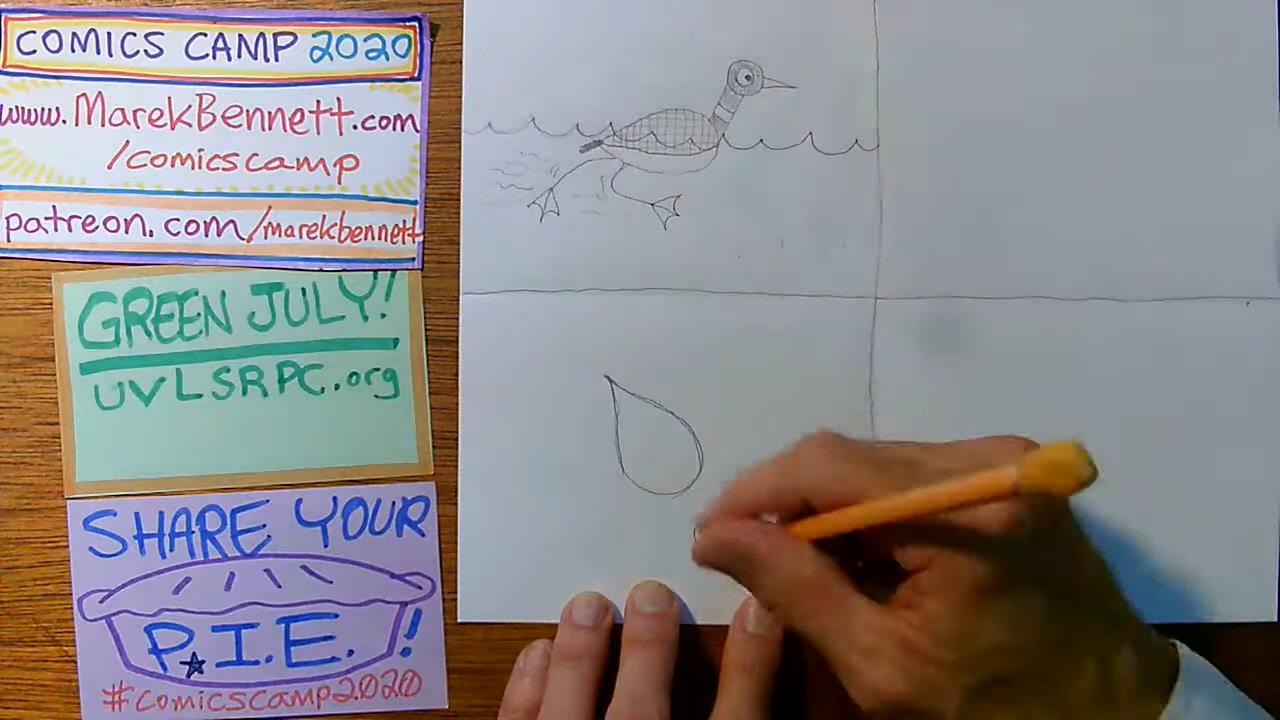 COMICS CAMP 2020
www.MarekBennett.com
/comicscamp
patreon.com/marekbennett
GREEN JULY!
UVLSRPC.org
SHARE YOUR
P.I.E.!
#comicscamp2020